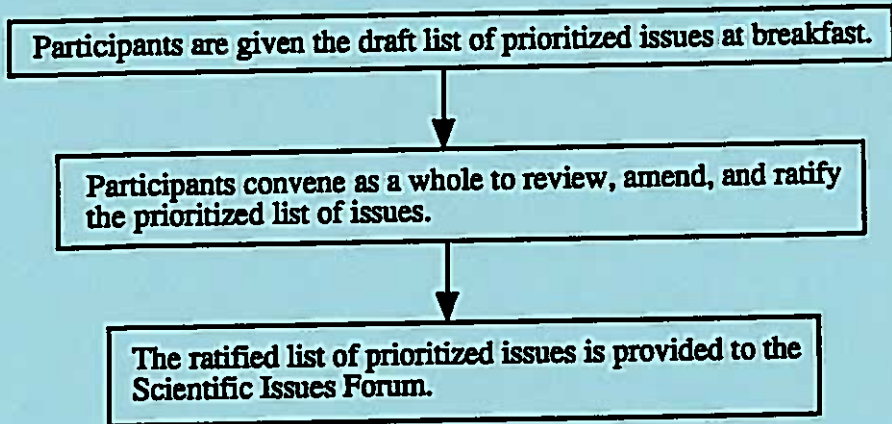 Participants are given the draft list of prioritized issues at breakfast.
Participants convene as a whole to review, amend, and ratify
the prioritized list of issues.
The ratified list of prioritized issues is provided to the
Scientific Issues Forum.